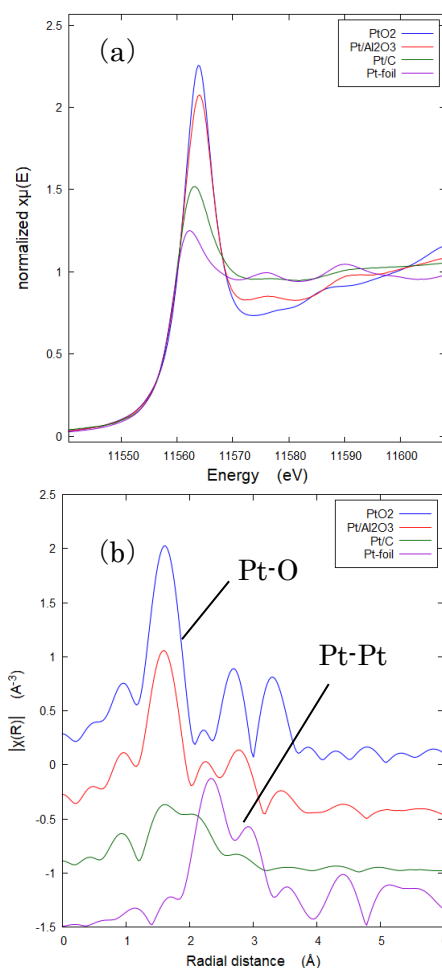 (a)
PtO2
Pt/Al2O3
Pt/C
Pt-foil
2.5
2
1.5
1
0.5
0
normalized xμ(E)
11550 11560 11570 11580 11590 11600
Energy (eV)
(b)
PtO2
Pt/Al2O3
Pt/C
Pt-foil
Pt-O
Pt-Pt
2.5
2
1.5
1
0.5
0
-0.5
-1
-1.5
|χ(R)| (A-3)
0 1 2 3 4 5
Radial distance (Å)